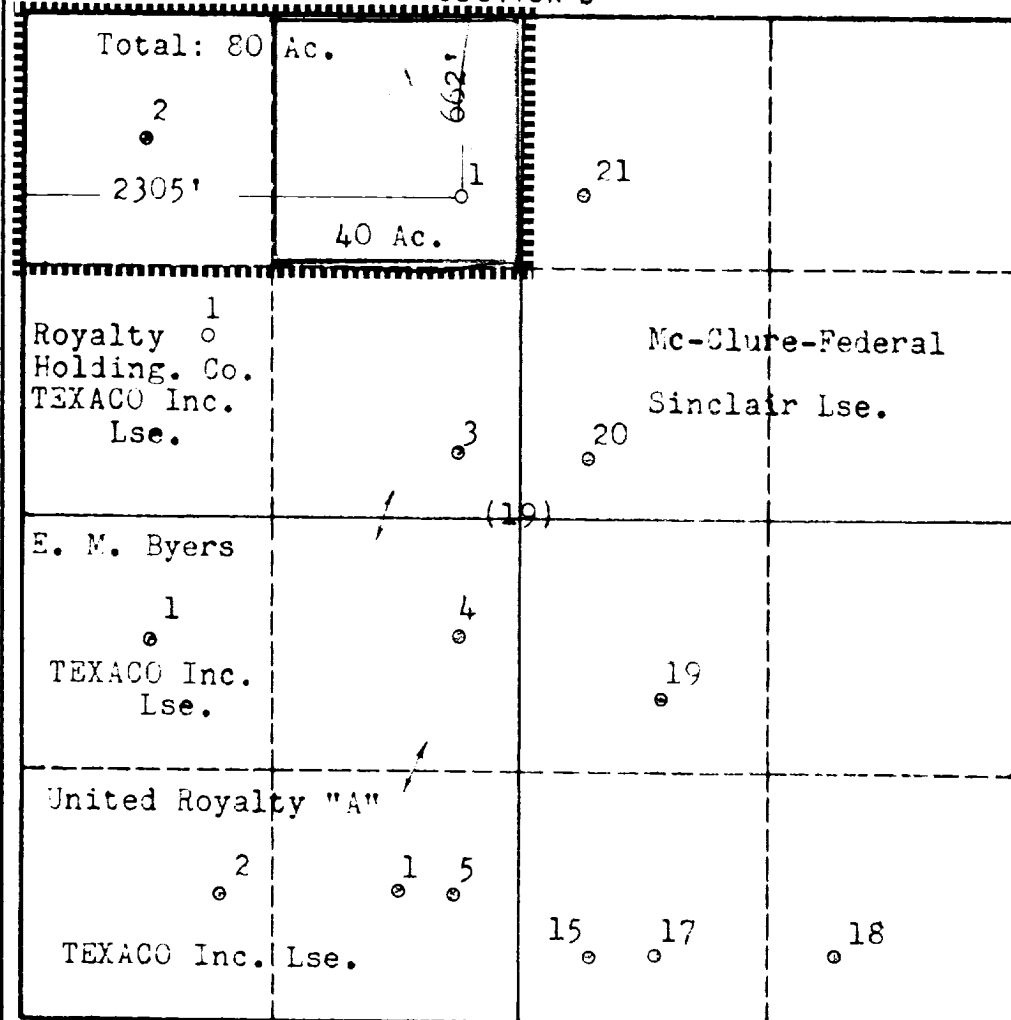 Total: 80 Ac.
2
662'
2305'
1
21
40 Ac.
1
Royalty
Holding. Co.
TEXACO Inc.
Lse.
Mc-Clure-Federal
Sinclair Lse.
3
20
(19)
E. M. Byers
1
4
TEXACO Inc.
Lse.
19
United Royalty "A"
2
1
5
TEXACO Inc. Lse.
15
17
18